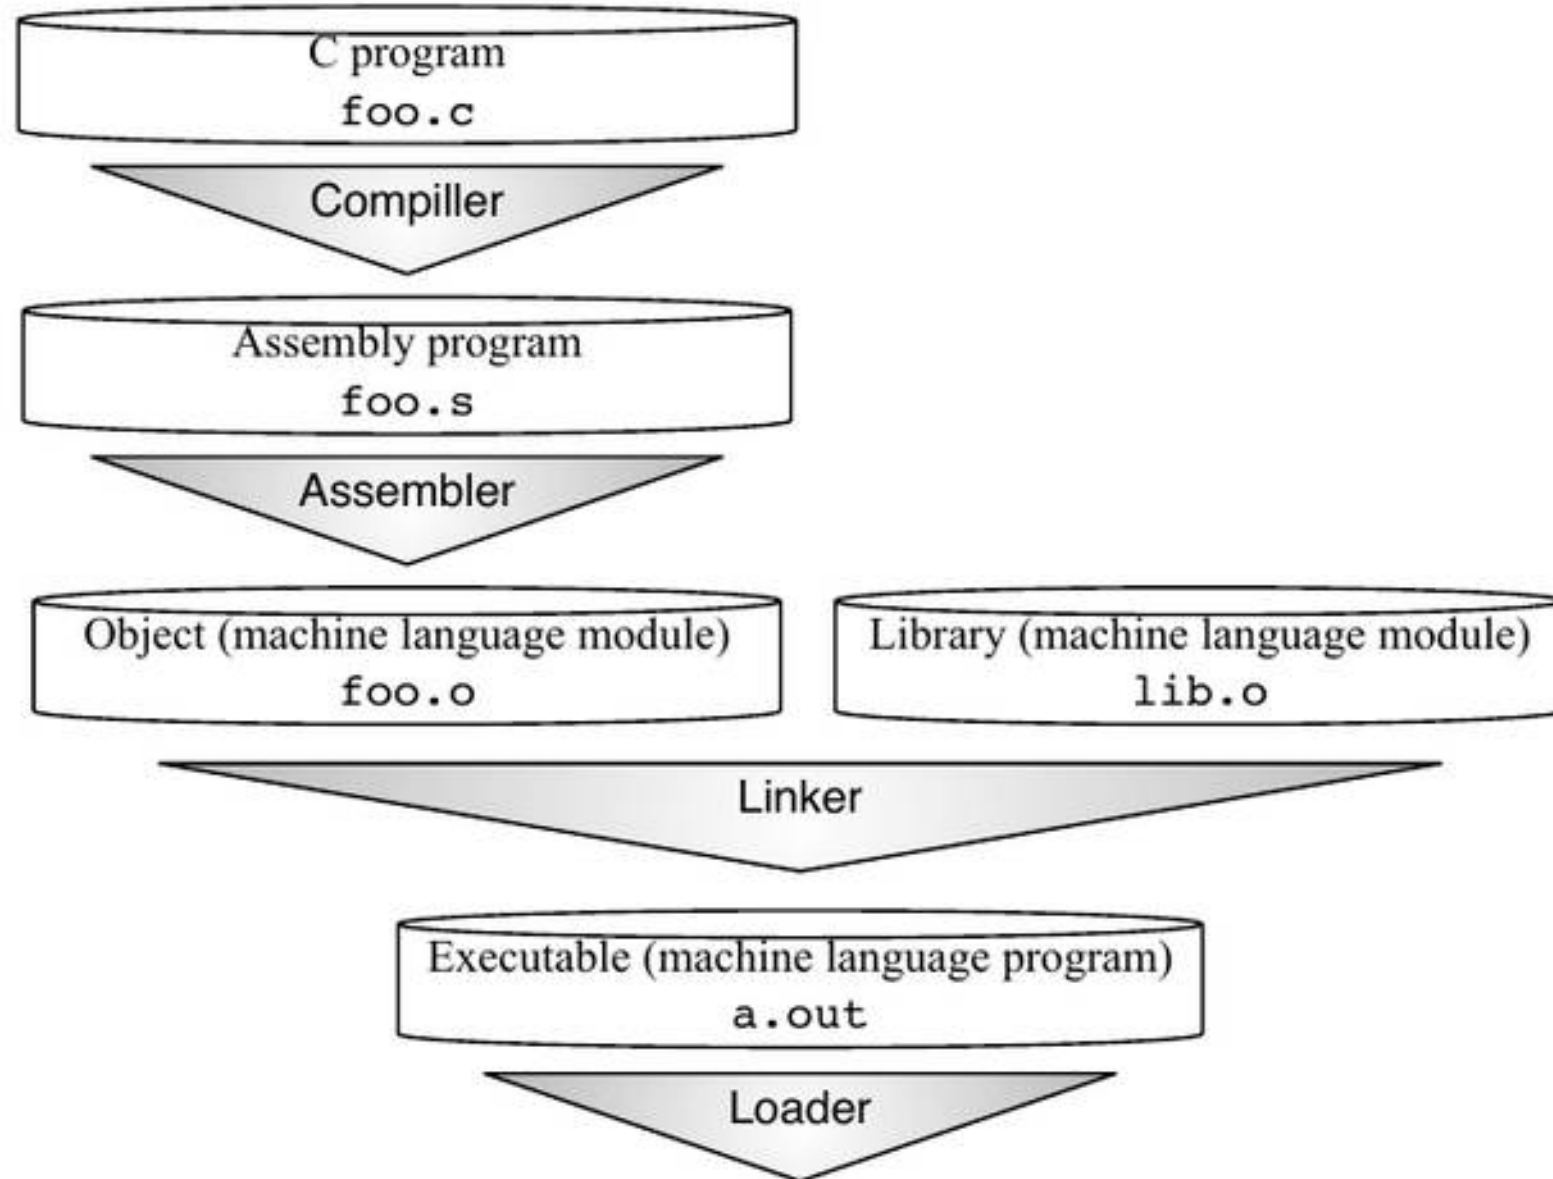 C program
foo.c
Compiller
Assembly program
foo.s
Assembler
Object (machine language module)
foo.o
Library (machine language module)
lib.o
Linker
Executable (machine language program)
a.out
Loader